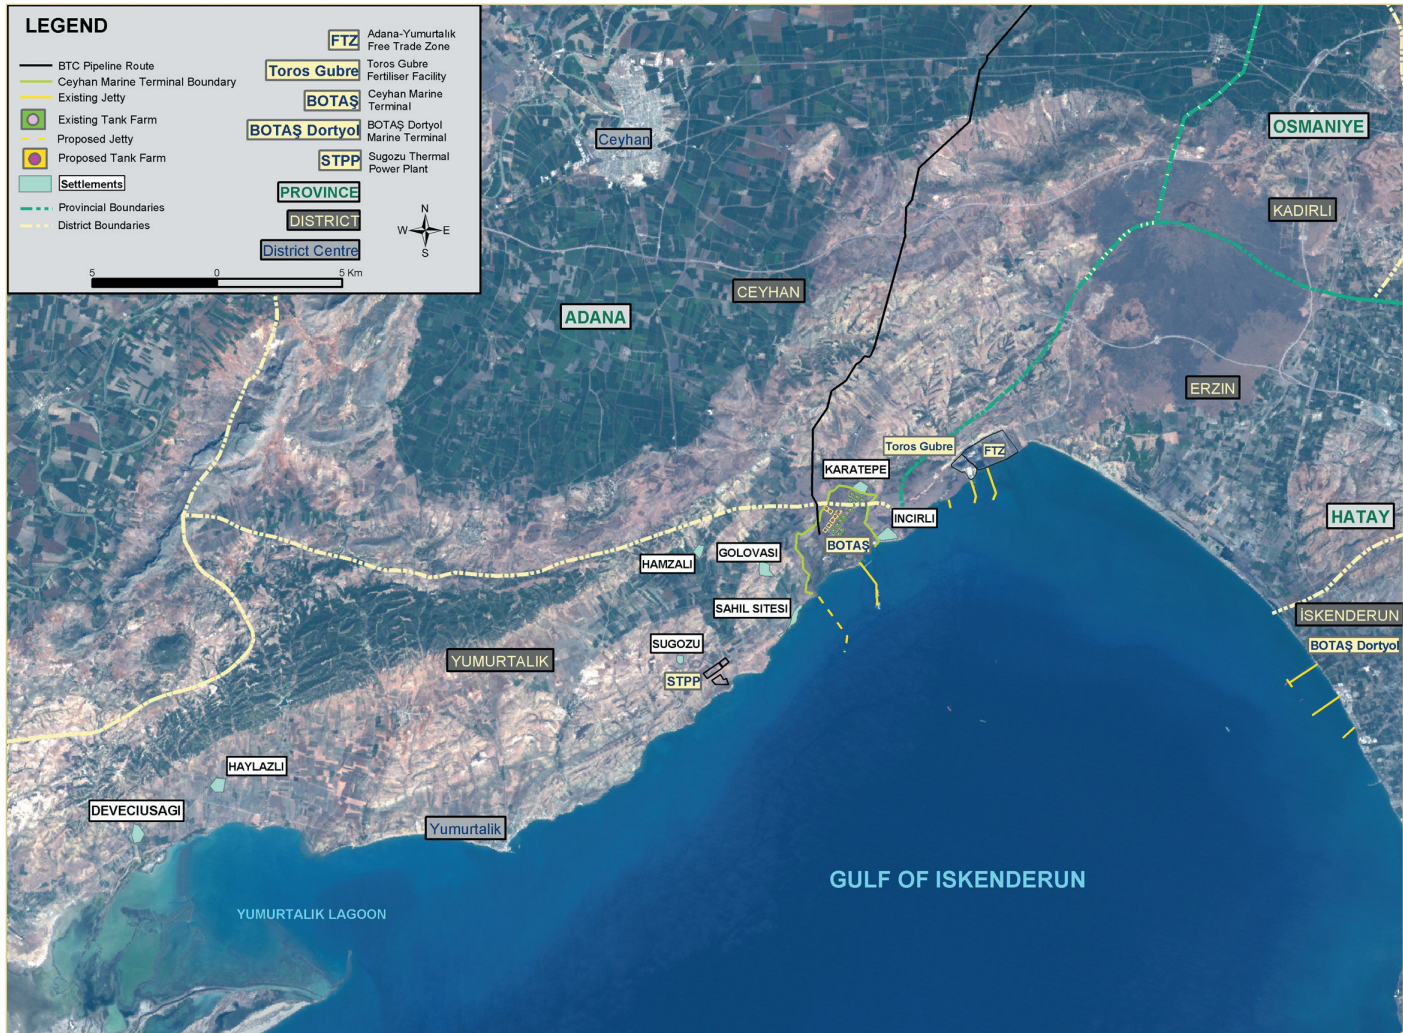 LEGEND
BTC Pipeline Route
Ceyhan Marine Terminal Boundary
Existing Jetty
Existing Tank Farm
Proposed Jetty
Proposed Tank Farm
Settlements
Provincial Boundaries
District Boundaries
FTZ
Adana-Yumurtalık
Free Trade Zone
Toros Gubre
Toros Gubre
Fertiliser Facility
BOTAŞ
Ceyhan Marine
Terminal
BOTAŞ Dortyol
BOTAŞ Dortyol
Marine Terminal
STPP
Sugozu Thermal
Power Plant
PROVINCE
DISTRICT
District Centre
N
W
E
S
5
0
5 Km
Ceyhan
OSMANIYE
KADIRLI
CEYHAN
ADANA
ERZIN
Toros Gubre
FTZ
KARATEPE
INCIRLI
HATAY
BOTAŞ
GOLOVASI
HAMZALI
SAHIL SITESI
İSKENDERUN
SUGOZU
BOTAŞ Dortyol
YUMURTALIK
STPP
HAYLAZLI
DEVECIUSAGI
Yumurtalik
GULF OF ISKENDERUN
YUMURTALIK LAGOON